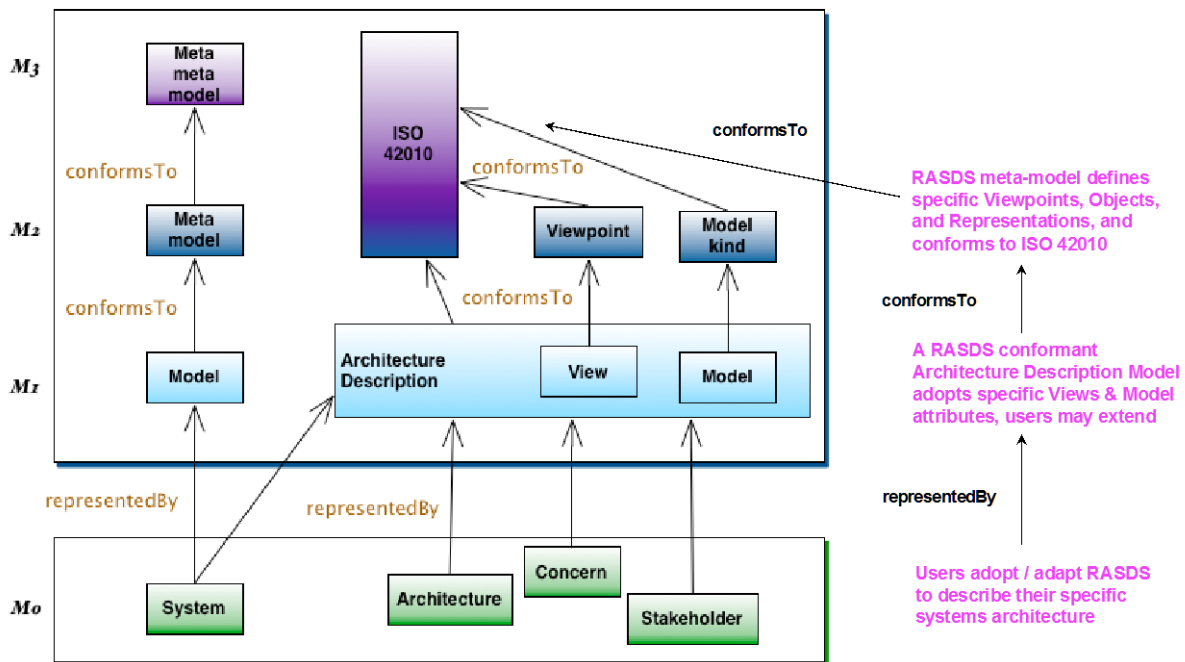 M3
Meta
meta
model
ISO
42010
conformsTo
conformsTo
conformsTo
RASDS meta-model defines
specific Viewpoints, Objects,
and Representations, and
conforms to ISO 42010
M2
Meta
model
Viewpoint
Model
kind
conformsTo
conformsTo
conformsTo
M1
Model
Architecture
Description
View
Model
A RASDS conformant
Architecture Description Model
adopts specific Views & Model
attributes, users may extend
representedBy
representedBy
representedBy
M0
System
Architecture
Concern
Stakeholder
Users adopt / adapt RASDS
to describe their specific
systems architecture